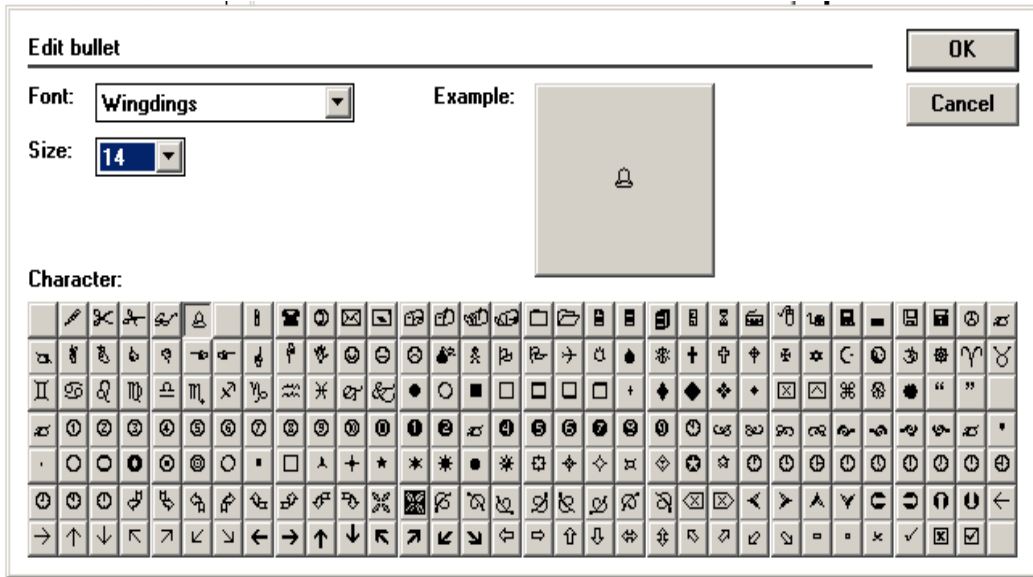 Edit bullet
OK
Font: Wingdings
Example:
Cancel
Size: 14
Character: